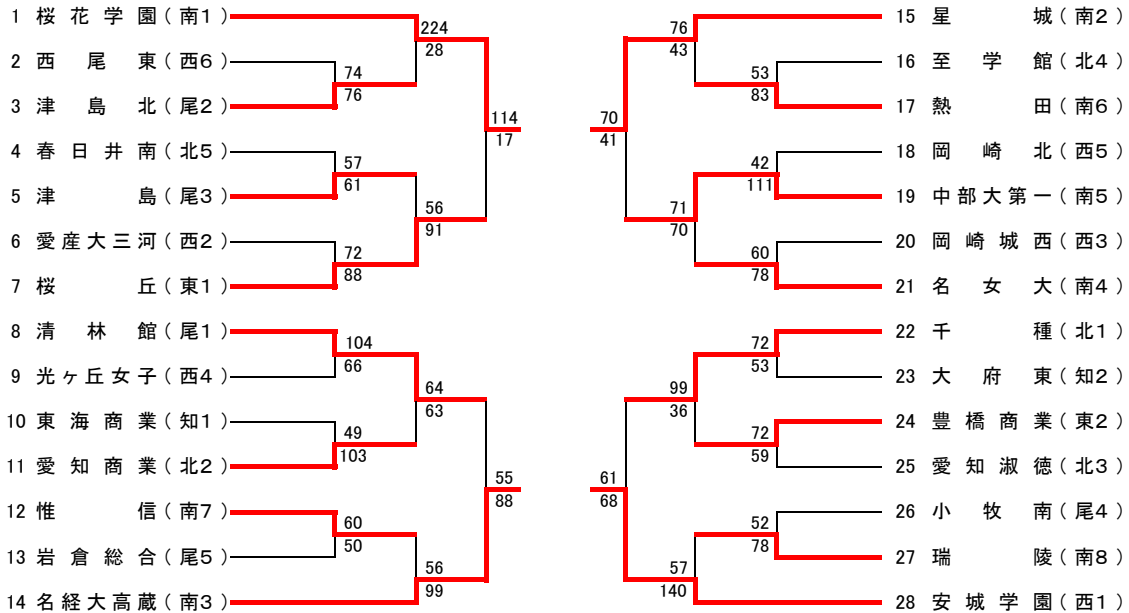 1 桜花学園(南1)
2 西尾東(西6)
3 津島北(尾2)
4 春日井南(北5)
5 津島(尾3)
6 愛産大三河(西2)
7 桜丘(東1)
8 清林館(尾1)
9 光ヶ丘女子(西4)
10 東海商業(知1)
11 愛知商業(北2)
12 惟信(南7)
13 岩倉総合(尾5)
14 名経大高蔵(南3)
74
76
57
61
72
88
104
66
49
103
60
50
224
28
56
91
64
63
56
99
114
17
55
88
70
41
61
68
76
43
71
70
99
36
57
140
53
83
42
111
60
78
72
53
72
59
52
78
15 星城(南2)
16 至学館(北4)
17 熱田(南6)
18 岡崎北(西5)
19 中部大第一(南5)
20 岡崎城西(西3)
21 名女大(南4)
22 千種(北1)
23 大府東(知2)
24 豊橋商業(東2)
25 愛知淑徳(北3)
26 小牧南(尾4)
27 瑞陵(南8)
28 安城学園(西1)